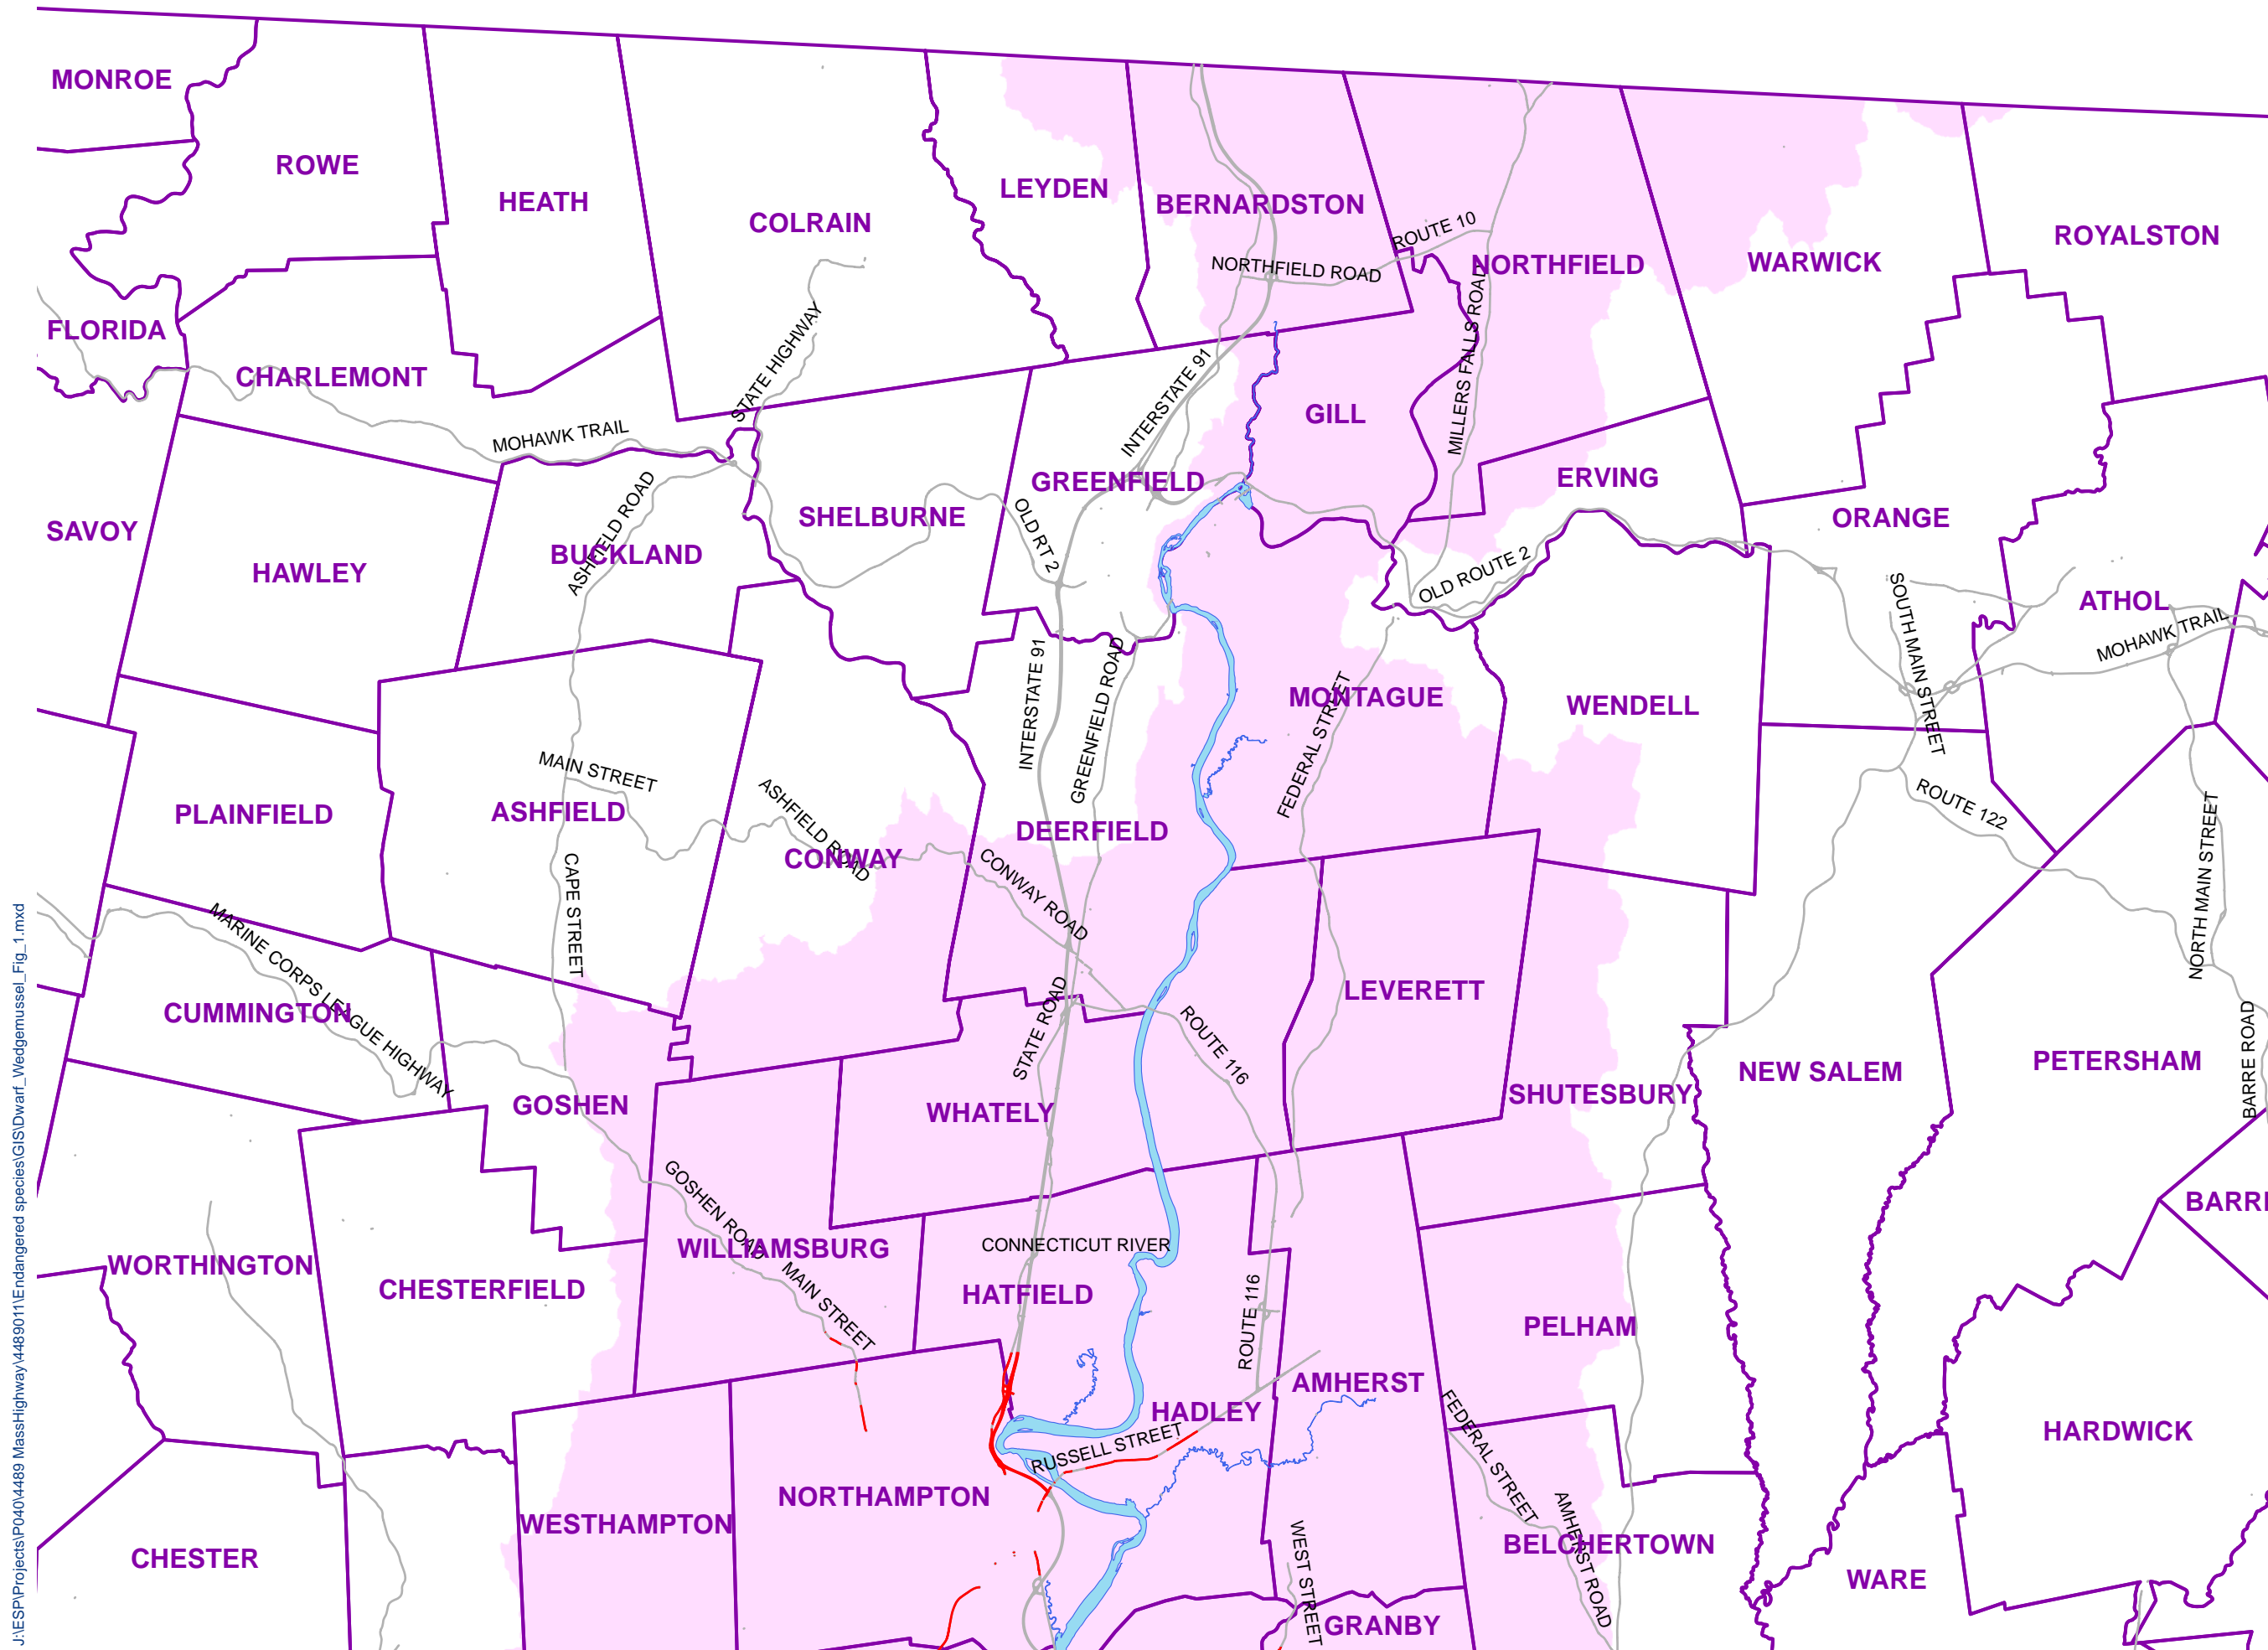 MONROE
ROWE
HEATH
COLRAIN
LEYDEN
BERNARDSTON
ROUTE 10
NORTHFIELD
WARWICK
ROYALSTON
NORTHFIELD ROAD
FLORIDA
CHARLEMONT
STATE HIGHWAY
INTERSTATE 91
GILL
MILLERS FALLS ROAD
MOHAWK TRAIL
GREENFIELD
ERVING
ORANGE
SAVOY
HAWLEY
ASHFIELD ROAD
BUCKLAND
SHELBURNE
OLD RT 2
OLD ROUTE 2
SOUTH MAIN STREET
ATHOL
MOHAWK TRAIL
INTERSTATE 91
GREENFIELD ROAD
MONTAGUE
FEDERAL STREET
WENDELL
MAIN STREET
PLAINFIELD
ASHFIELD
ASHFIELD ROAD
CONWAY
DEERFIELD
ROUTE 122
NORTH MAIN STREET
CAPE STREET
CONWAY ROAD
MARINE CORPS LEAGUE HIGHWAY
CUMMINGTON
STATE ROAD
ROUTE 116
LEVERETT
NEW SALEM
PETERSHAM
BARRE ROAD
GOSHEN
WHATELY
SHUTESBURY
GOSHEN ROAD
BARRE
WORTHINGTON
CHESTERFIELD
WILLIAMSBURG
MAIN STREET
CONNECTICUT RIVER
HATFIELD
ROUTE 116
PELHAM
AMHERST
HADLEY
RUSSELL STREET
FEDERAL STREET
HARDWICK
NORTHAMPTON
WESTHAMPTON
CHESTER
WEST STREET
AMHERST ROAD
BELCHERTOWN
WARE
GRANBY
J:\ESP\Projects\P040\4489 MassHighway\4489011\Endangered species\GIS\Dwarf_Wedgemussel_Fig_1.mxd